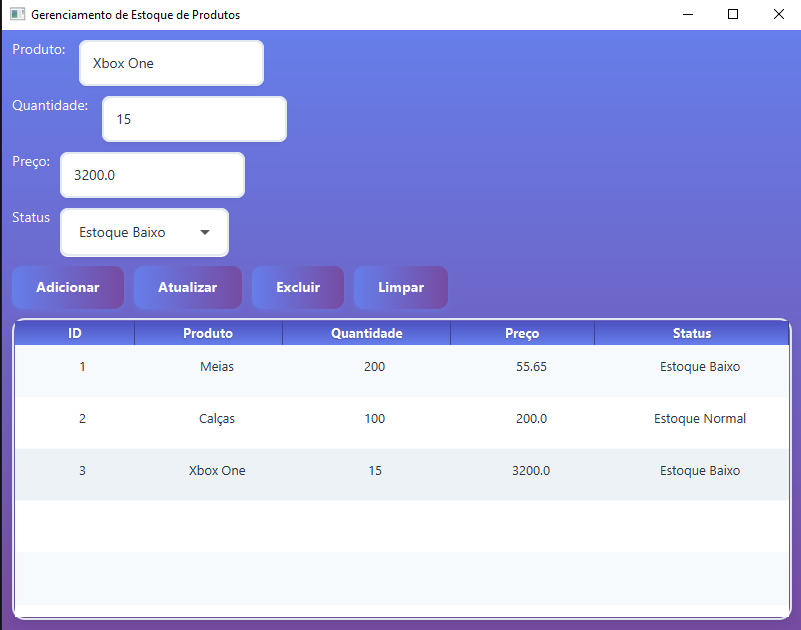 Gerenciamento de Estoque de Produtos
Produto: Xbox One
Quantidade: 15
Preço: 3200.0
Status Estoque Baixo
Adicionar Atualizar Excluir Limpar
ID Produto Quantidade Preço Status
1 Meias 200 55.65 Estoque Baixo
2 Calças 100 200.0 Estoque Normal
3 Xbox One 15 3200.0 Estoque Baixo